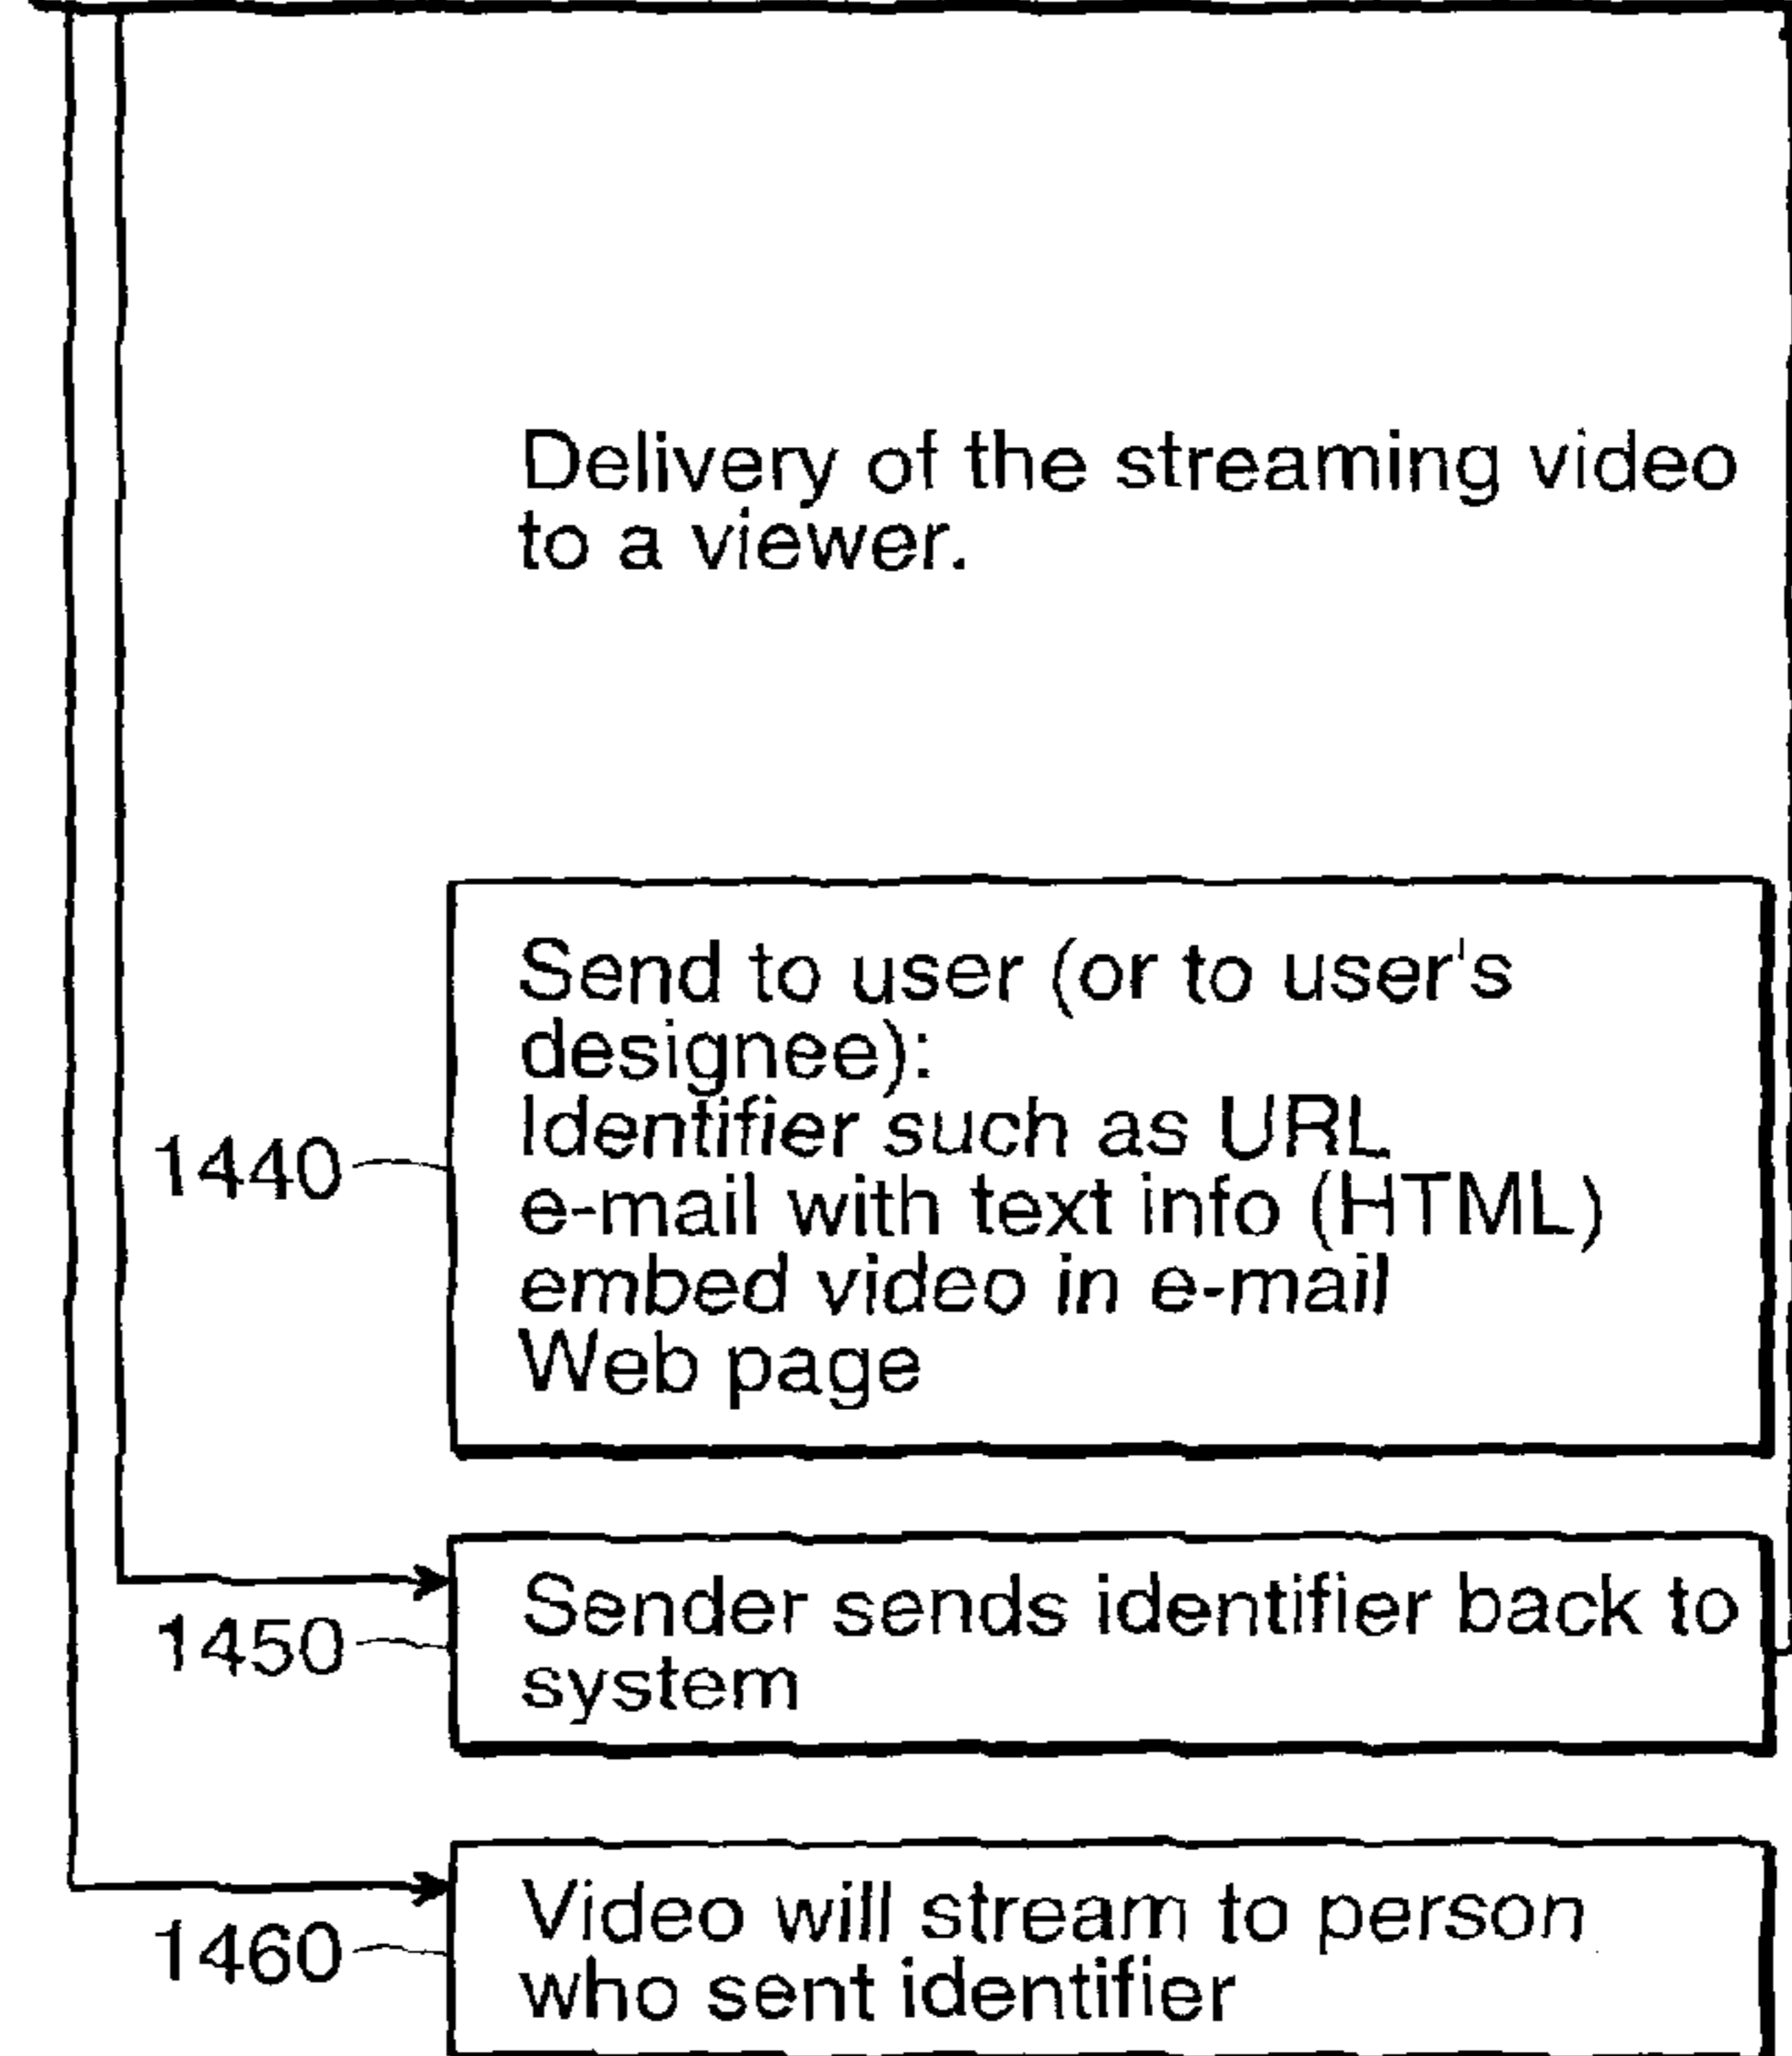 Delivery of the streaming video
to a viewer.
Send to user (or to user's
designee):
Identifier such as URL
1440
e-mail with text info (HTML)
embed video in e-mail
Web page
Sender sends identifier back to
1450
system
Video will stream to person
1460
who sent identifier